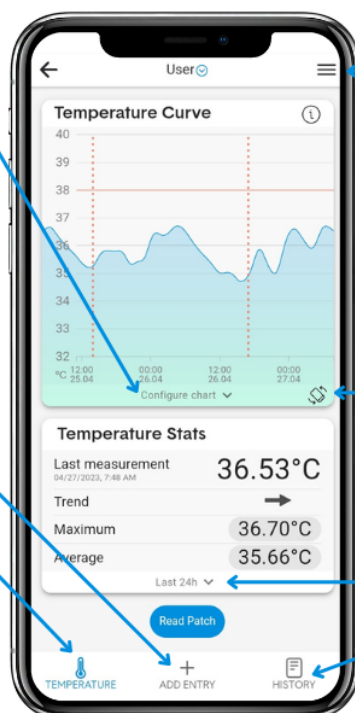 User
Temperature Curve
40
39
38
37
36
35
34
33
32
°C 12:00 00:00 12:00 00:00
25.04 26.04 26.04 27.04
Configure chart
Temperature Stats
Last measurement 36.53°C
04/27/2023, 7:48 AM
Trend
Maximum 36.70°C
Average 35.66°C
Last 24h
Read Patch
TEMPERATURE ADD ENTRY HISTORY